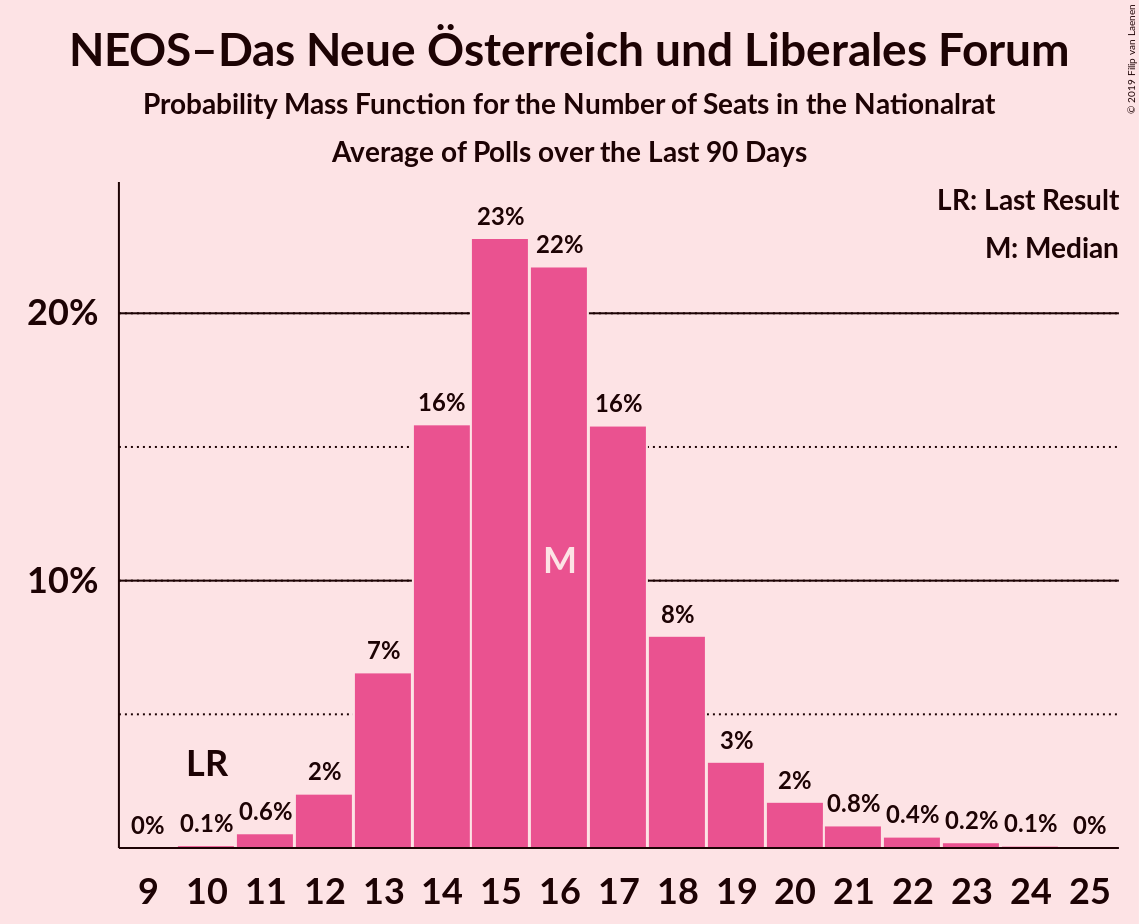 NEOS–Das Neue Österreich und Liberales Forum
Probability Mass Function for the Number of Seats in the Nationalrat
Average of Polls over the Last 90 Days
© 2019 Filip van Laenen
LR: Last Result
M: Median
20%
10%
0%
0.1%
LR
0.6%
2%
7%
16%
23%
22%
M
16%
8%
3%
2%
0.8%
0.4%
0.2%
0.1%
0%
9 10 11 12 13 14 15 16 17 18 19 20 21 22 23 24 25